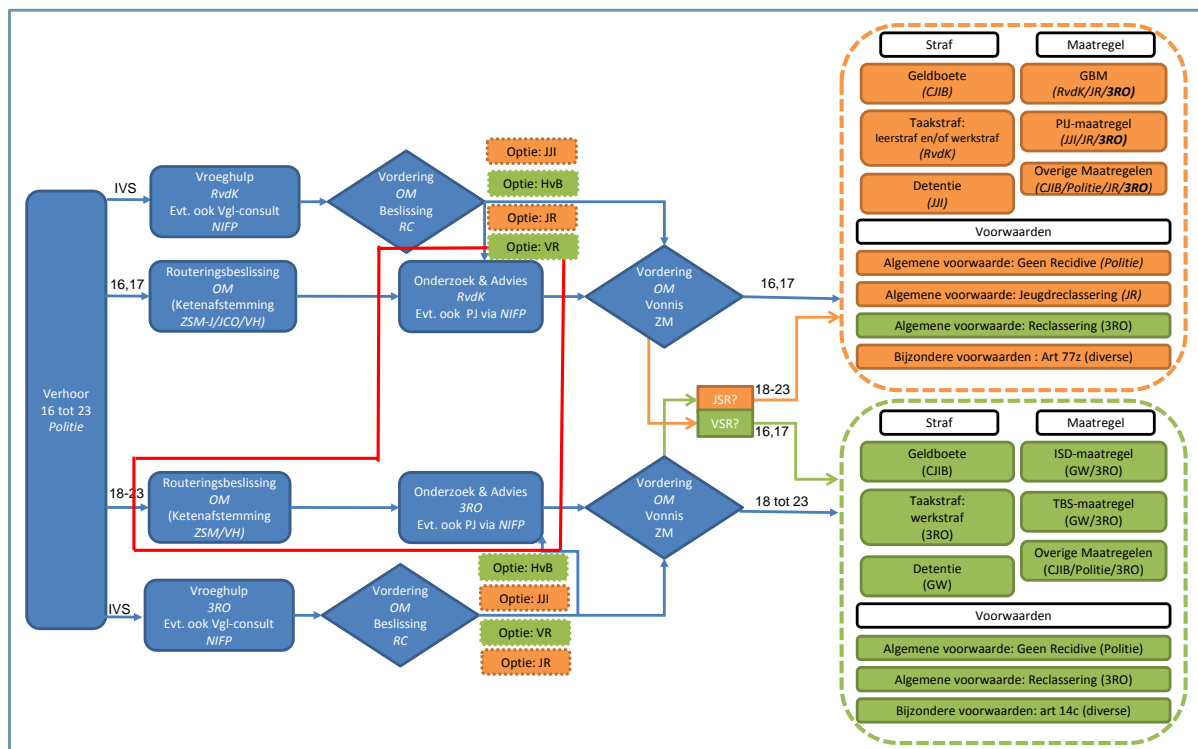 Verhoor
16 tot 23
Politie
IVS
Vroeghulp
RvdK
Evt. ook Vgl-consult
NIFP
Vordering
OM
Beslissing
RC
Optie: JJI
Optie: HvB
Optie: JR
Optie: VR
16,17
Routeringsbeslissing
OM
(Ketenafstemming
ZSM-J/JCO/VH)
Onderzoek & Advies
RvdK
Evt. ook PJ via NIFP
Vordering
OM
Vonnis
ZM
16,17
JSR?
18-23
VSR?
16,17
18-23
Routeringsbeslissing
OM
(Ketenafstemming
ZSM/VH)
Onderzoek & Advies
3RO
Evt. ook PJ via NIFP
Vordering
OM
Vonnis
ZM
18 tot 23
IVS
Vroeghulp
3RO
Evt. ook Vgl-consult
NIFP
Vordering
OM
Beslissing
RC
Optie: HvB
Optie: JJI
Optie: VR
Optie: JR
Straf
Maatregel
Geldboete
(CJIB)
GBM
(RvdK/JR/3RO)
Taakstraf:
leerstraf en/of werkstraf
(RvdK)
PIJ-maatregel
(JJI/JR/3RO)
Detentie
(JJI)
Overige Maatregelen
(CJIB/Politie/JR/3RO)
Voorwaarden
Algemene voorwaarde: Geen Recidive (Politie)
Algemene voorwaarde: Jeugdreclassering (JR)
Algemene voorwaarde: Reclassering (3RO)
Bijzondere voorwaarden : Art 77z (diverse)
Straf
Maatregel
Geldboete
(CJIB)
ISD-maatregel
(GW/3RO)
Taakstraf:
werkstraf
(3RO)
TBS-maatregel
(GW/3RO)
Detentie
(GW)
Overige Maatregelen
(CJIB/Politie/3RO)
Voorwaarden
Algemene voorwaarde: Geen Recidive (Politie)
Algemene voorwaarde: Reclassering (3RO)
Bijzondere voorwaarden: art 14c (diverse)